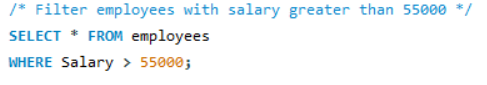 /* Filter employees with salary greater than 55000 */
SELECT * FROM employees
WHERE Salary > 55000;